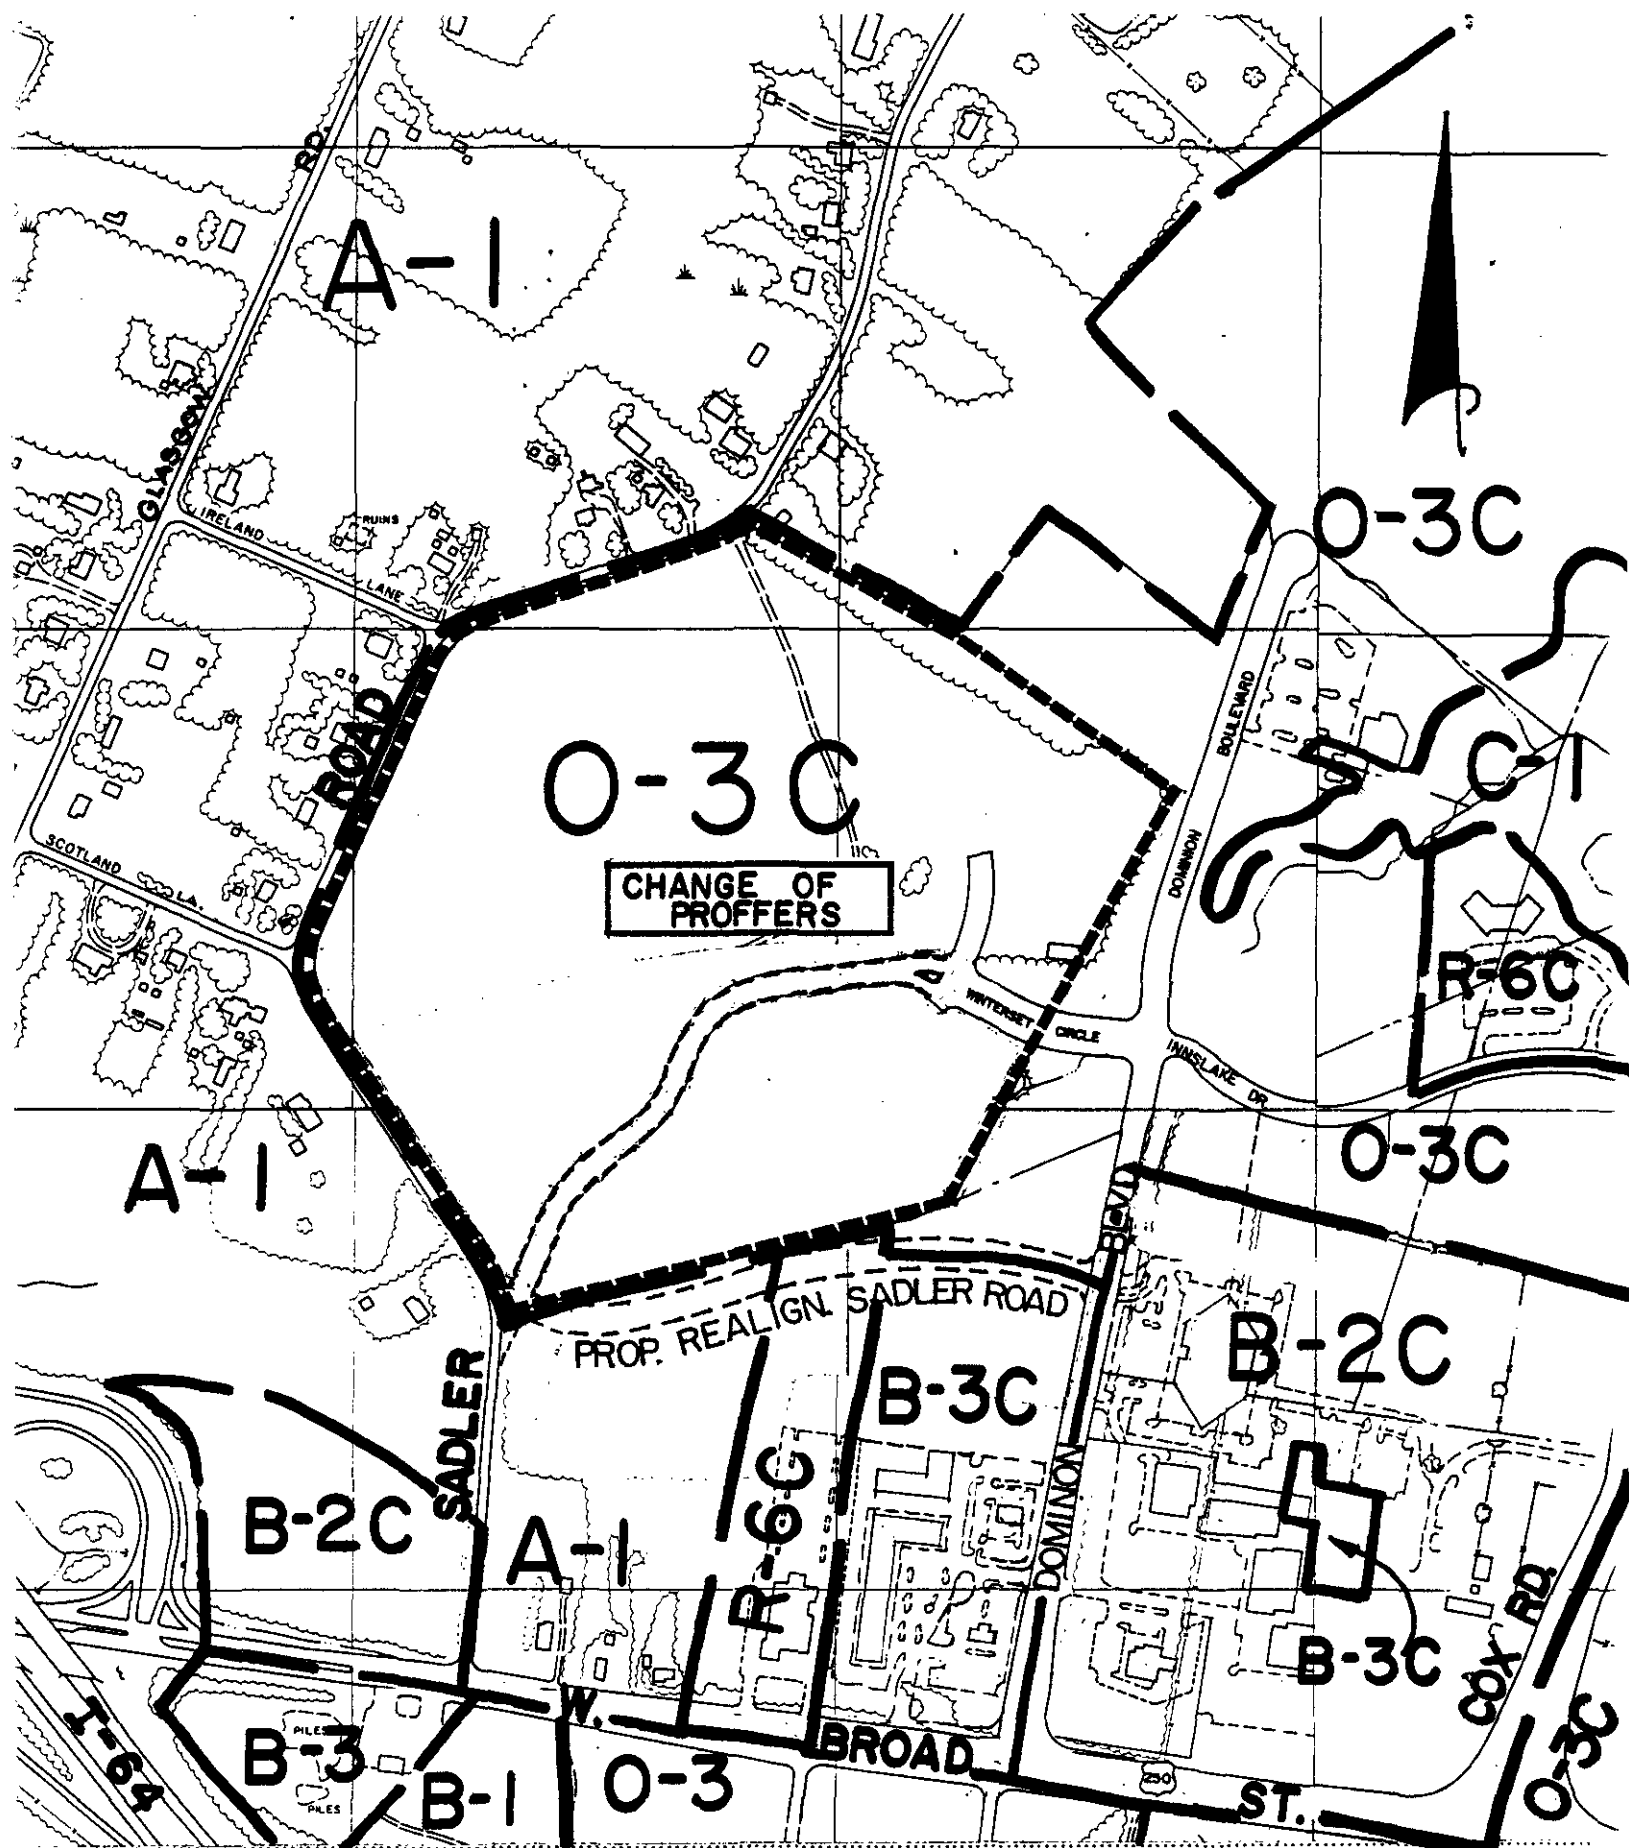 RD.
A-1
GLASGOW
IRELAND
LANE
RUINS
O-3C
ROAD
BOULEVARD
O-3C
C-1
CHANGE OF
PROFFERS
DOMINION
SCOTLAND
LA.
R-6C
WINTERSET CIRCLE
INNSLAKE DR.
O-3C
A-1
BLVD
PROP. REALIGN. SADLER ROAD
B-2C
B-3C
SADLER
R-6C
DOMINON
B-2C
A-1
COX RD.
B-3C
W. BROAD ST.
I-64
PILES
B-3
PILES
B-1
O-3
250
O-3C